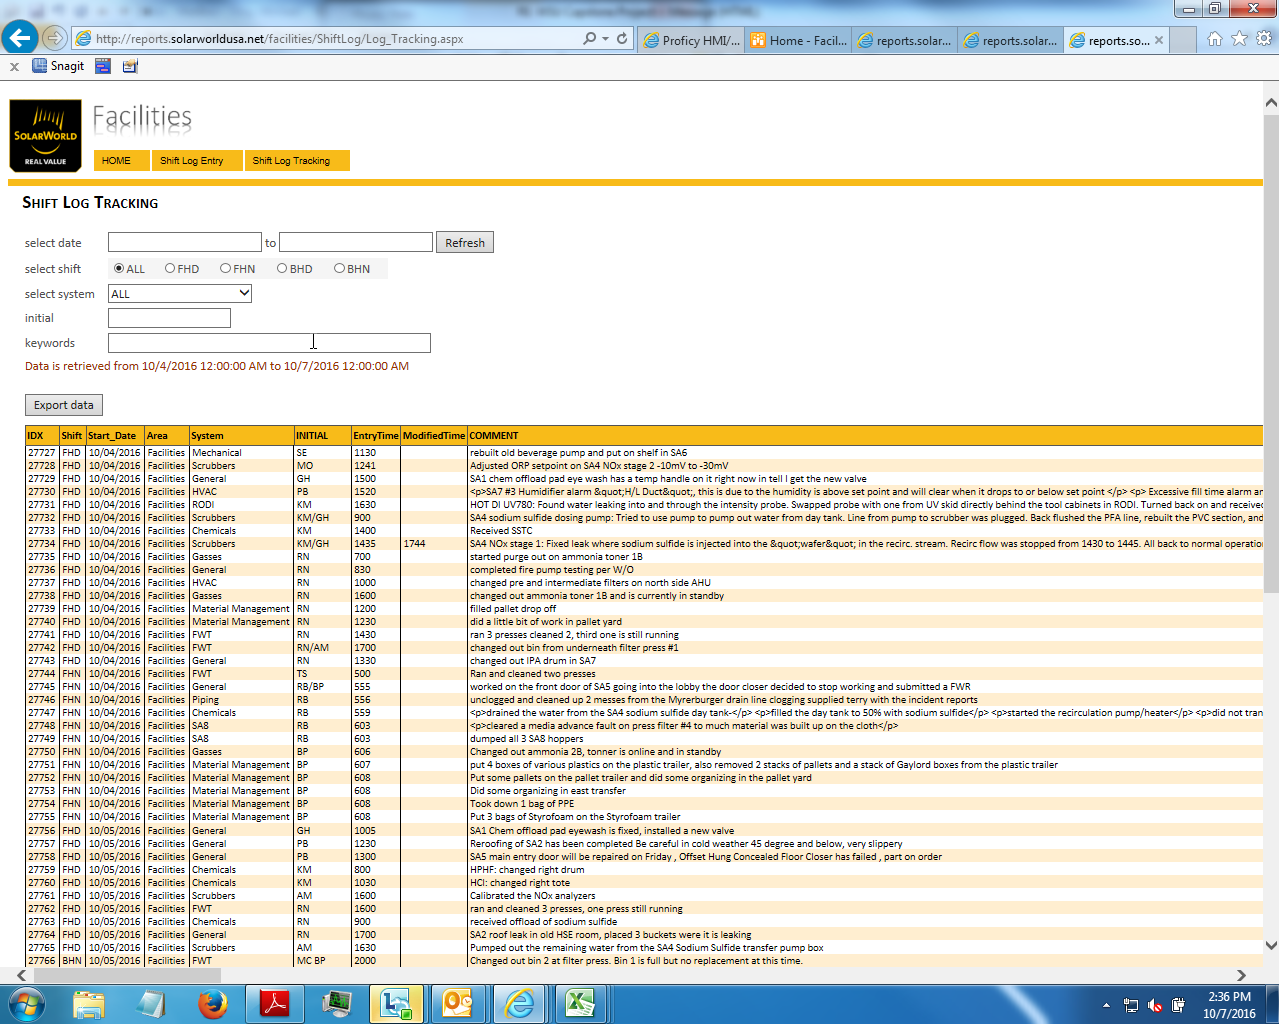 http://reports.solarworldusa.net/facilities/ShiftLog/Log_Tracking.aspx
Proficy HMI/...
Home - Facil...
reports.solar...
reports.solar...
reports.so...
x Snagit
SOLARWORLD
REAL VALUE
Facilities
HOME
Shift Log Entry
Shift Log Tracking
SHIFT LOG TRACKING
select date to Refresh
select shift ALL FHD FHN BHD BHN
select system ALL
initial
keywords
Data is retrieved from 10/4/2016 12:00:00 AM to 10/7/2016 12:00:00 AM
Export data
IDX Shift Start_Date Area System INITIAL EntryTime ModifiedTime COMMENT
27727 FHD 10/04/2016 Facilities Mechanical SE 1130 rebuilt old beverage pump and put on shelf in SA6
27728 FHD 10/04/2016 Facilities Scrubbers MO 1241 Adjusted ORP setpoint on SA4 NOx stage 2 -10mV to -30mV
27729 FHD 10/04/2016 Facilities General GH 1500 SA1 chem offload pad eye wash has a temp handle on it right now in tell I get the new valve
27730 FHD 10/04/2016 Facilities HVAC PB 1520 <p>SA7 #3 Humidifier alarm &quot;H/L Duct&quot;, this is due to the humidity is above set point and will clear when it drops to or below set point </p> <p> Excessive fill time alarm an
27731 FHD 10/04/2016 Facilities RODI KM 1630 HOT DI UV780: Found water leaking into and through the intensity probe. Swapped probe with one from UV skid directly behind the tool cabinets in RODI. Turned back on and received
27732 FHD 10/04/2016 Facilities Scrubbers KM/GH 900 SA4 sodium sulfide dosing pump: Tried to use pump to pump out water from day tank. Line from pump to scrubber was plugged. Back flushed the PFA line, rebuilt the PVC section, and
27733 FHD 10/04/2016 Facilities Chemicals KM 1400 Received SSTC
27734 FHD 10/04/2016 Facilities Scrubbers KM/GH 1435 1744 SA4 NOx stage 1: Fixed leak where sodium sulfide is injected into the &quot;wafer&quot; in the recirc. stream. Recirc flow was stopped from 1430 to 1445. All back to normal operatio
27735 FHD 10/04/2016 Facilities Gasses RN 700 started purge out on ammonia toner 1B
27736 FHD 10/04/2016 Facilities General RN 830 completed fire pump testing per W/O
27737 FHD 10/04/2016 Facilities HVAC RN 1000 changed pre and intermediate filters on north side AHU
27738 FHD 10/04/2016 Facilities Gasses RN 1600 changed out ammonia toner 1B and is currently in standby
27739 FHD 10/04/2016 Facilities Material Management RN 1200 filled pallet drop off
27740 FHD 10/04/2016 Facilities Material Management RN 1230 did a little bit of work in pallet yard
27741 FHD 10/04/2016 Facilities FWT RN 1430 ran 3 presses cleaned 2, third one is still running
27742 FHD 10/04/2016 Facilities FWT RN/AM 1700 changed out bin from underneath filter press #1
27743 FHD 10/04/2016 Facilities General RN 1330 changed out IPA drum in SA7
27744 FHN 10/04/2016 Facilities FWT TS 500 Ran and cleaned two presses
27745 FHN 10/04/2016 Facilities General RB/BP 555 worked on the front door of SA5 going into the lobby the door closer decided to stop working and submitted a FWR
27746 FHN 10/04/2016 Facilities Piping RB 556 unclogged and cleaned up 2 messes from the Myrerburger drain line clogging supplied terry with the incident reports
27747 FHN 10/04/2016 Facilities Chemicals RB 559 <p>drained the water from the SA4 sodium sulfide day tank-</p> <p>filled the day tank to 50% with sodium sulfide</p> <p>started the recirculation pump/heater</p> <p>did not tran
27748 FHN 10/04/2016 Facilities SA8 RB 603 <p>cleared a media advance fault on press filter #4 to much material was built up on the cloth</p>
27749 FHN 10/04/2016 Facilities SA8 RB 603 dumped all 3 SA8 hoppers
27750 FHN 10/04/2016 Facilities Gasses BP 606 Changed out ammonia 2B, tonner is online and in standby
27751 FHN 10/04/2016 Facilities Material Management BP 607 put 4 boxes of various plastics on the plastic trailer, also removed 2 stacks of pallets and a stack of Gaylord boxes from the plastic trailer
27752 FHN 10/04/2016 Facilities Material Management BP 608 Put some pallets on the pallet trailer and did some organizing in the pallet yard
27753 FHN 10/04/2016 Facilities Material Management BP 608 Did some organizing in east transfer
27754 FHN 10/04/2016 Facilities Material Management BP 608 Took down 1 bag of PPE
27755 FHN 10/04/2016 Facilities Material Management BP 608 Put 3 bags of Styrofoam on the Styrofoam trailer
27756 FHD 10/05/2016 Facilities General GH 1005 SA1 Chem offload pad eyewash is fixed, installed a new valve
27757 FHD 10/05/2016 Facilities General PB 1230 Reroofing of SA2 has been completed Be careful in cold weather 45 degree and below, very slippery
27758 FHD 10/05/2016 Facilities General PB 1300 SA5 main entry door will be repaired on Friday , Offset Hung Concealed Floor Closer has failed , part on order
27759 FHD 10/05/2016 Facilities Chemicals KM 800 HPHF: changed right drum
27760 FHD 10/05/2016 Facilities Chemicals KM 1030 HCl: changed right tote
27761 FHD 10/05/2016 Facilities Scrubbers AM 1600 Calibrated the NOx analyzers
27762 FHD 10/05/2016 Facilities FWT RN 1600 ran and cleaned 3 presses, one press still running
27763 FHD 10/05/2016 Facilities Chemicals RN 900 received offload of sodium sulfide
27764 FHD 10/05/2016 Facilities General RN 1700 SA2 roof leak in old HSE room, placed 3 buckets were it is leaking
27765 FHD 10/05/2016 Facilities Scrubbers AM 1630 Pumped out the remaining water from the SA4 Sodium Sulfide transfer pump box
27766 BHN 10/05/2016 Facilities FWT MC BP 2000 Changed out bin 2 at filter press. Bin 1 is full but no replacement at this time.
2:36 PM
10/7/2016